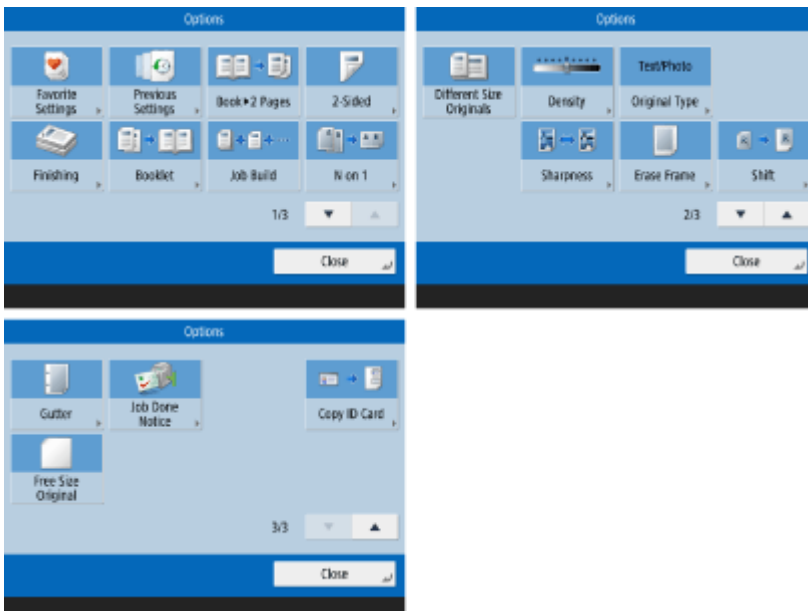 Options
Favorite
Settings
Previous
Settings
Book▶2 Pages
2-Sided
Finishing
Booklet
Job Build
N on 1
1/3
Close
Options
Different Size
Originals
Density
Text/Photo
Original Type
Sharpness
Erase Frame
Shift
2/3
Close
Options
Gutter
Job Done
Notice
Copy ID Card
Free Size
Original
3/3
Close